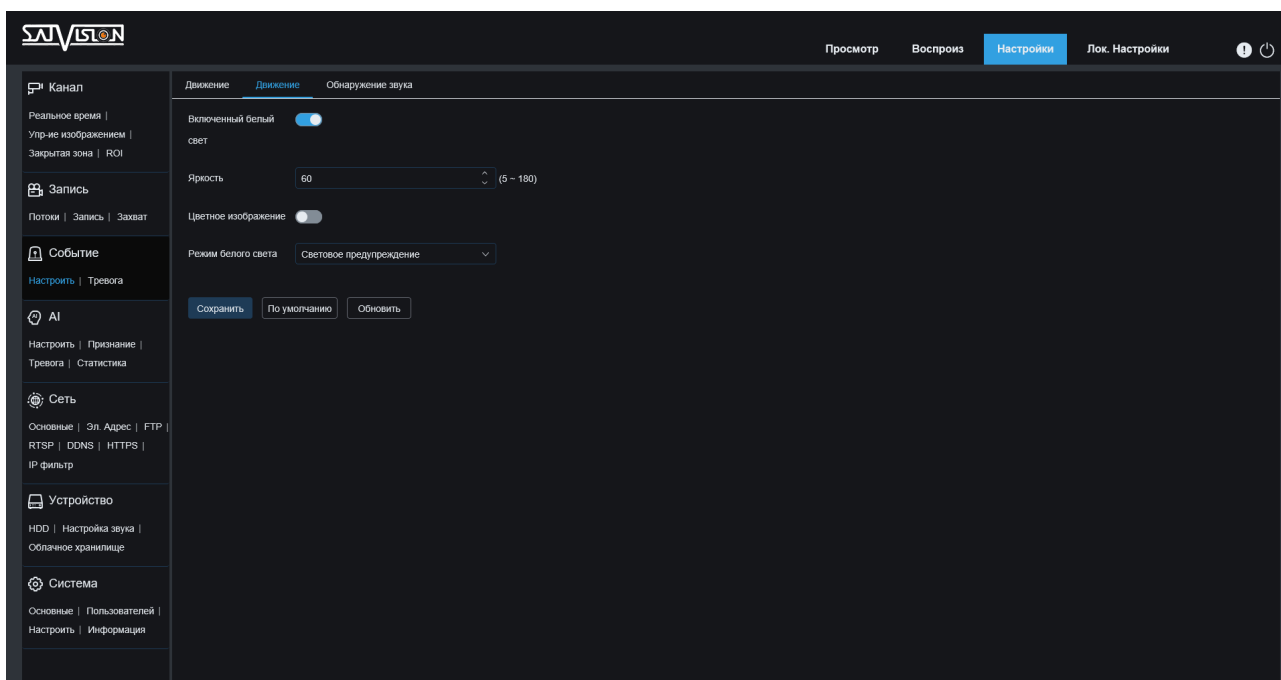 SATVISION
Просмотр Воспроиз Настройки Лок. Настройки
Канал
Реальное время |
Упр-ие изображением |
Закрытая зона | ROI
Запись
Потоки | Запись | Захват
Событие
Настроить | Тревога
AI
Настроить | Признание |
Тревога | Статистика
Сеть
Основные | Эл. Адрес | FTP |
RTSP | DDNS | HTTPS |
IP фильтр
Устройство
HDD | Настройка звука |
Облачное хранилище
Система
Основные | Пользователей |
Настроить | Информация
Движение Движение Обнаружение звука
Включенный белый
свет
Яркость 60 (5 ~ 180)
Цветное изображение
Режим белого света Световое предупреждение
Сохранить По умолчанию Обновить